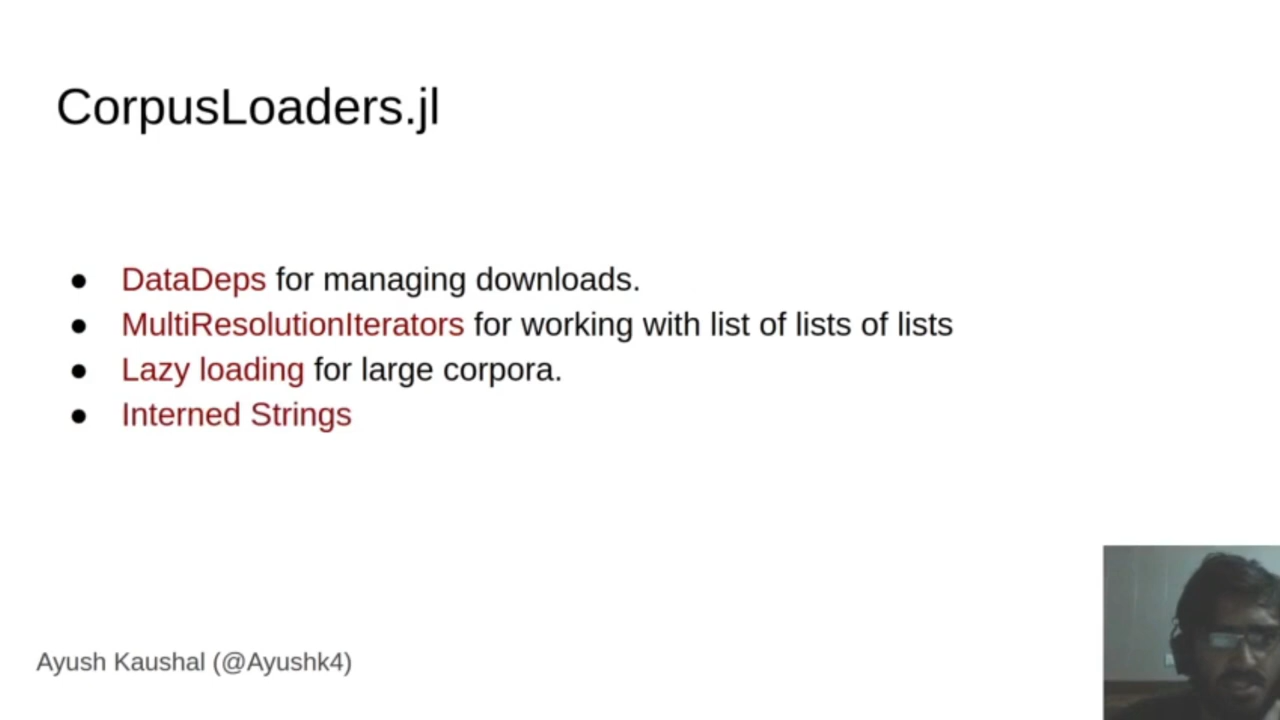 CorpusLoaders.jl
● DataDeps for managing downloads.
● MultiResolutionIterators for working with list of lists of lists
● Lazy loading for large corpora.
● Interned Strings
Ayush Kaushal (@Ayushk4)